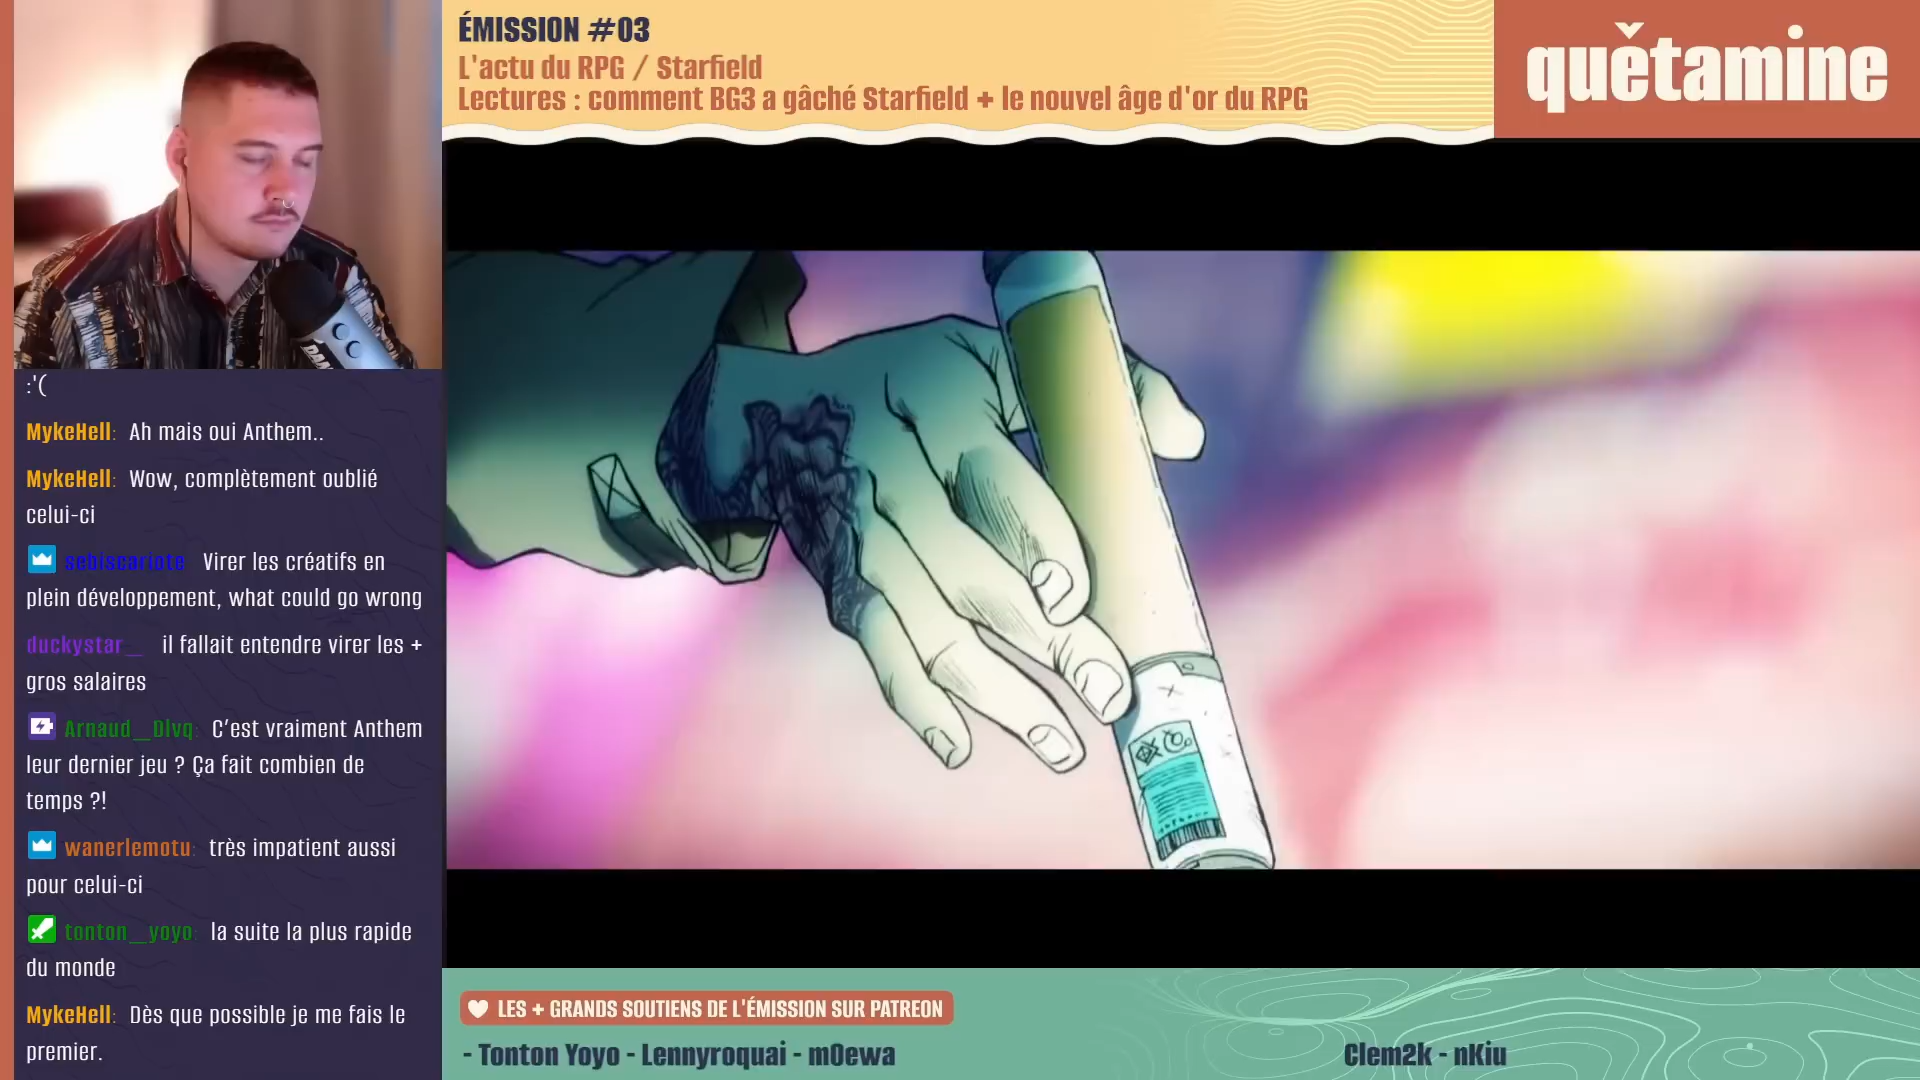 ÉMISSION #03
L'actu du RPG / Starfield
Lectures : comment BG3 a gâché Starfield + le nouvel âge d'or du RPG
quětamine
:'(
MykeHell: Ah mais oui Anthem..
MykeHell: Wow, complètement oublié
celui-ci
sebiscariote: Virer les créatifs en
plein développement, what could go wrong
duckystar__ il fallait entendre virer les +
gros salaires
Arnaud__Dlvq: C'est vraiment Anthem
leur dernier jeu ? Ça fait combien de
temps ?!
wanerlemotu: très impatient aussi
pour celui-ci
tonton__yoyo: la suite la plus rapide
du monde
MykeHell: Dès que possible je me fais le
premier.
LES + GRANDS SOUTIENS DE L'ÉMISSION SUR PATREON
- Tonton Yoyo - Lennyroquai - m0ewa
Clem2k - nKiu